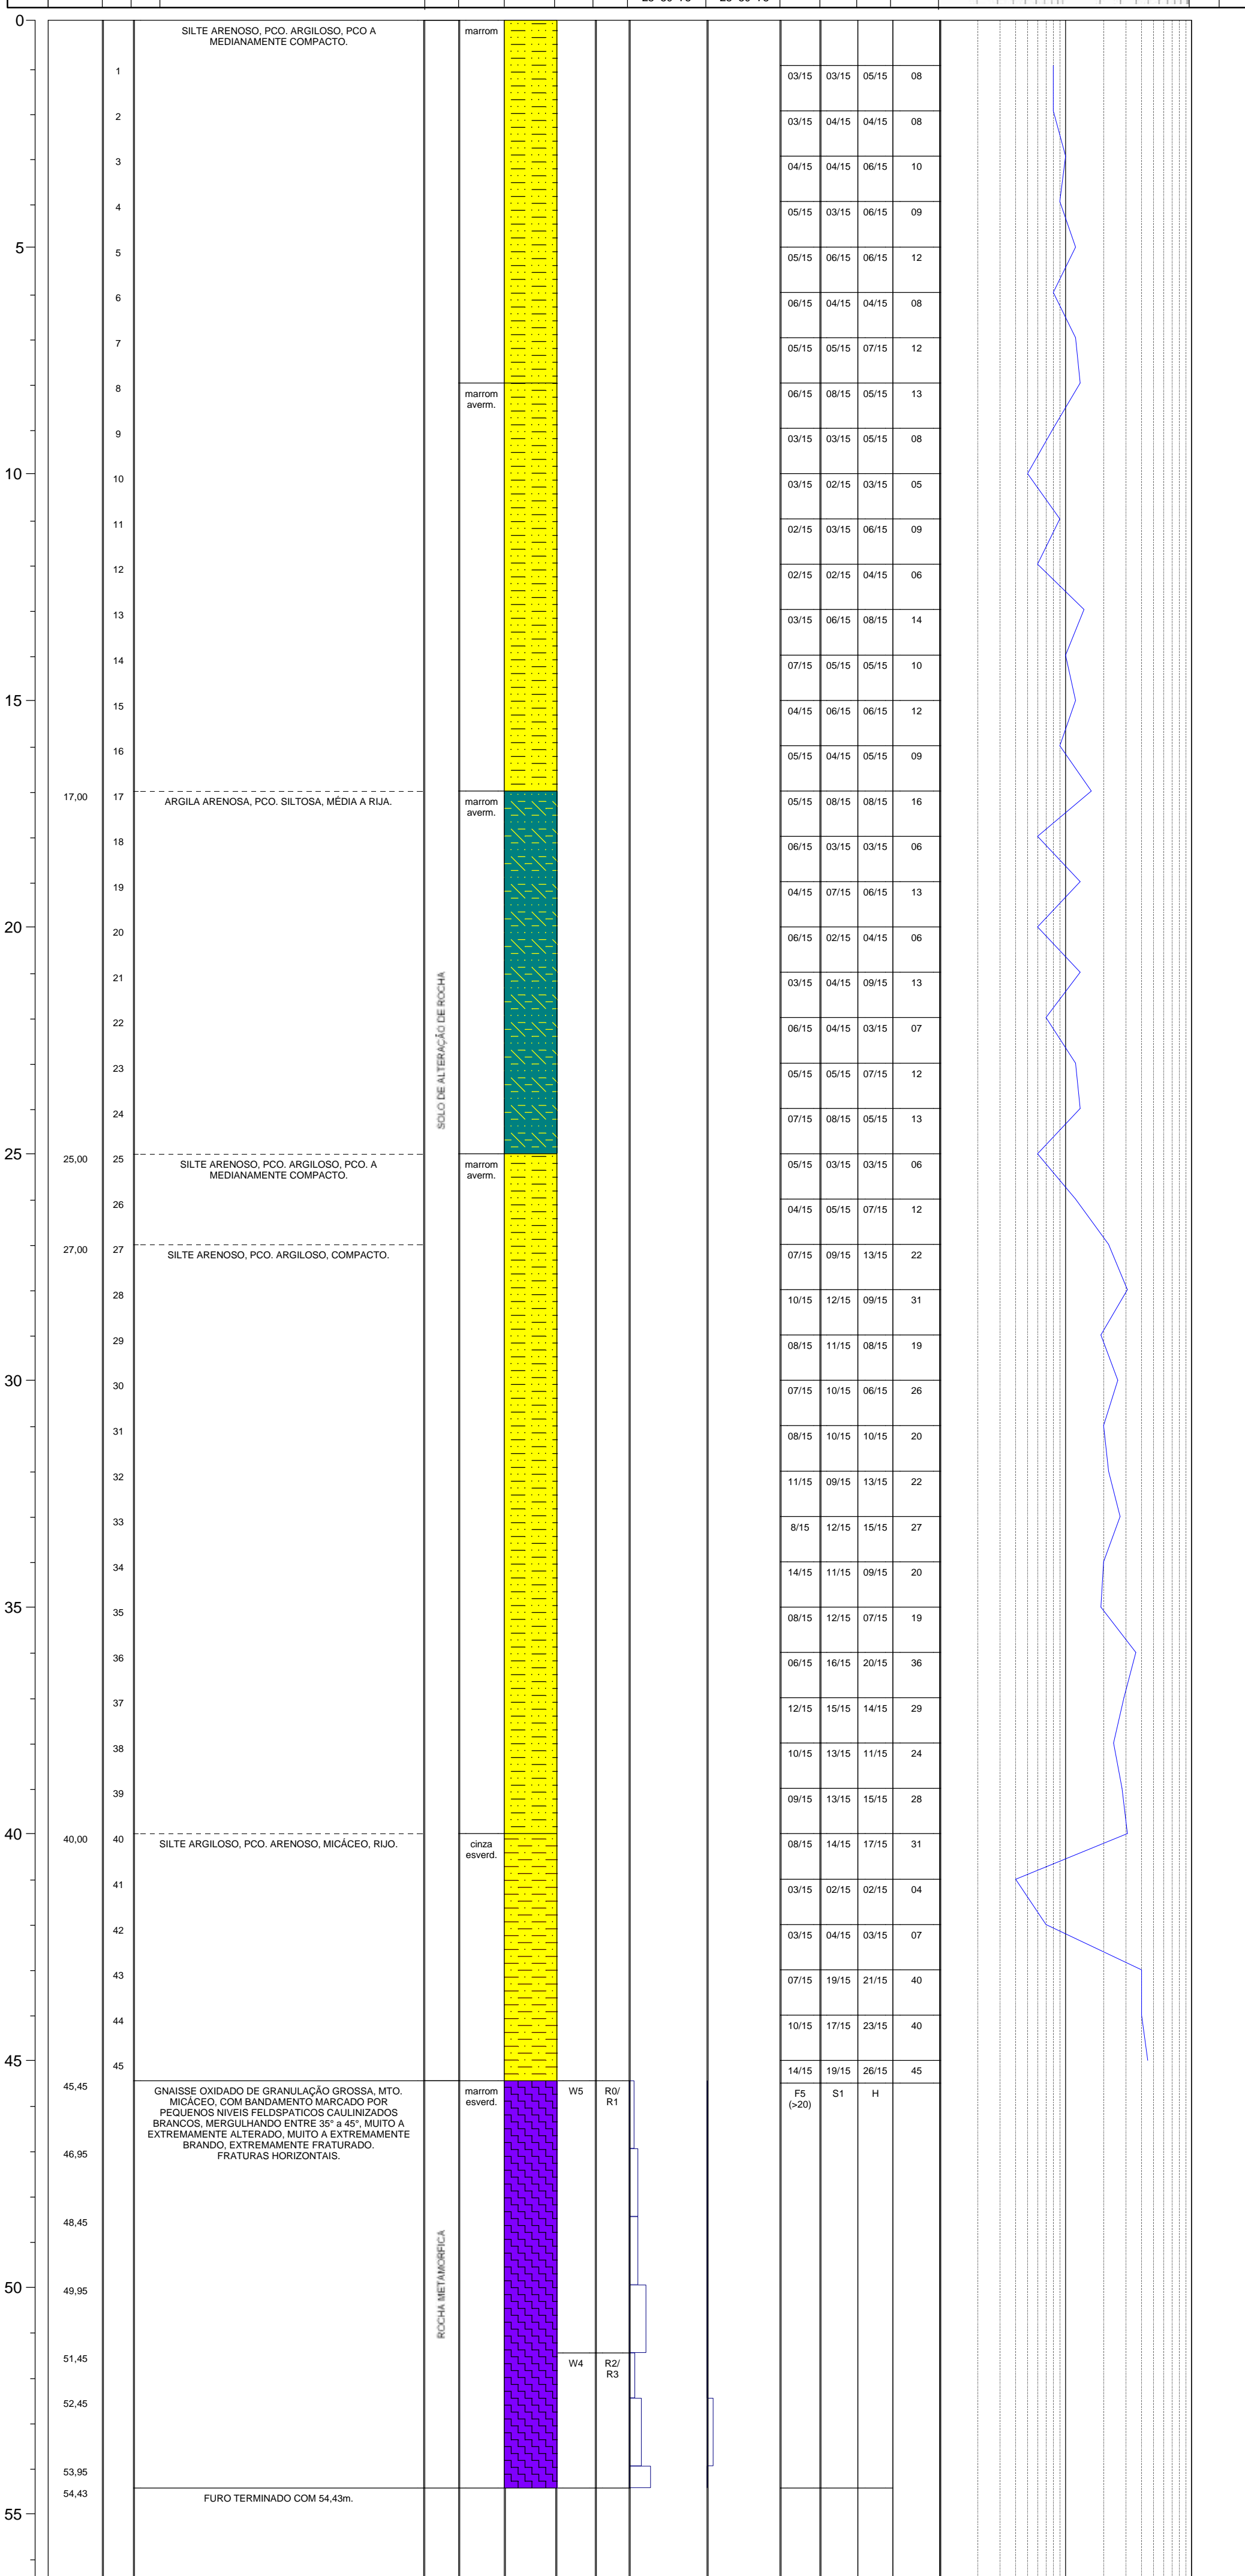 0
SILTE ARENOSO, PCO. ARGILOSO, PCO A
MEDIANAMENTE COMPACTO.
marrom
1 03/15 03/15 05/15 08
2 03/15 04/15 04/15 08
3 04/15 04/15 06/15 10
4 05/15 03/15 06/15 09
5
5 05/15 06/15 06/15 12
6 06/15 04/15 04/15 08
7 05/15 05/15 07/15 12
8 marrom
averm.
06/15 08/15 05/15 13
9 03/15 03/15 05/15 08
10
10 03/15 02/15 03/15 05
11 02/15 03/15 06/15 09
12 02/15 02/15 04/15 06
13 03/15 06/15 08/15 14
14 07/15 05/15 05/15 10
15
15 04/15 06/15 06/15 12
16 05/15 04/15 05/15 09
17,00 17 ARGILA ARENOSA, PCO. SILTOSA, MÉDIA A RIJA.
marrom
averm.
05/15 08/15 08/15 16
18 06/15 03/15 03/15 06
19 04/15 07/15 06/15 13
20
20 06/15 02/15 04/15 06
21 03/15 04/15 09/15 13
SOLO DE ALTERAÇÃO DE ROCHA
22 06/15 04/15 03/15 07
23 05/15 05/15 07/15 12
24 07/15 08/15 05/15 13
25
25,00 25 SILTE ARENOSO, PCO. ARGILOSO, PCO. A
MEDIANAMENTE COMPACTO.
marrom
averm.
05/15 03/15 03/15 06
26 04/15 05/15 07/15 12
27,00 27 SILTE ARENOSO, PCO. ARGILOSO, COMPACTO.
07/15 09/15 13/15 22
28 10/15 12/15 09/15 31
29 08/15 11/15 08/15 19
30
30 07/15 10/15 06/15 26
31 08/15 10/15 10/15 20
32 11/15 09/15 13/15 22
33 8/15 12/15 15/15 27
34 14/15 11/15 09/15 20
35
35 08/15 12/15 07/15 19
36 06/15 16/15 20/15 36
37 12/15 15/15 14/15 29
38 10/15 13/15 11/15 24
39 09/15 13/15 15/15 28
40
40,00 40 SILTE ARGILOSO, PCO. ARENOSO, MICÁCEO, RIJO.
cinza
esverd.
08/15 14/15 17/15 31
41 03/15 02/15 02/15 04
42 03/15 04/15 03/15 07
43 07/15 19/15 21/15 40
44 10/15 17/15 23/15 40
45
45 14/15 19/15 26/15 45
45,45
GNAISSE OXIDADO DE GRANULAÇÃO GROSSA, MTO.
MICÁCEO, COM BANDAMENTO MARCADO POR
PEQUENOS NIVEIS FELDSPATICOS CAULINIZADOS
BRANCOS, MERGULHANDO ENTRE 35° a 45°, MUITO A
EXTREMAMENTE ALTERADO, MUITO A EXTREMAMENTE
BRANDO, EXTREMAMENTE FRATURADO.
FRATURAS HORIZONTAIS.
marrom
esverd.
W5
R0/
R1
F5
(>20)
S1
H
46,95
48,45
ROCHA METAMORFICA
50
49,95
51,45
W4
R2/
R3
52,45
53,95
54,43
FURO TERMINADO COM 54,43m.
55